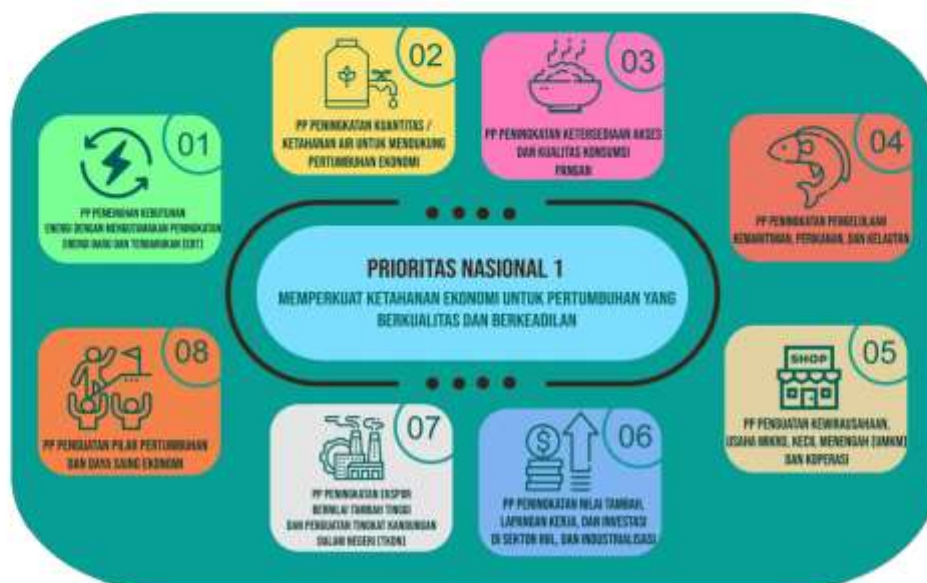 01
PP PEMENUHAN KEBUTUHAN
ENERGI DENGAN MENGUTAMAKAN PENINGKATAN
ENERGI BARU DAN TERBARUKAN (EBT)
02
PP PENINGKATAN KUANTITAS /
KETAHANAN AIR UNTUK MENDUKUNG
PERTUMBUHAN EKONOMI
03
PP PENINGKATAN KETERSEDIAAN AKSES
DAN KUALITAS KONSUMSI
PANGAN
04
PP PENINGKATAN PENGELOLAAN
KEMARITIMAN, PERIKANAN, DAN KELAUTAN
PRIORITAS NASIONAL 1
MEMPERKUAT KETAHANAN EKONOMI UNTUK PERTUMBUHAN YANG
BERKUALITAS DAN BERKEADILAN
SHOP
05
PP PENGUATAN KEWIRAUSAHAAN,
USAHA MIKRO, KECIL MENENGAH (UMKM)
DAN KOPERASI
06
PP PENINGKATAN NILAI TAMBAH,
LAPANGAN KERJA, DAN INVESTASI
DI SEKTOR RIIL, DAN INDUSTRIALISASI
07
PP PENINGKATAN EKSPOR
BERNILAI TAMBAH TINGGI
DAN PENGUATAN TINGKAT KANDUNGAN
DALAM NEGERI (TKDN)
08
PP PENGUATAN PILAR PERTUMBUHAN
DAN DAYA SAING EKONOMI